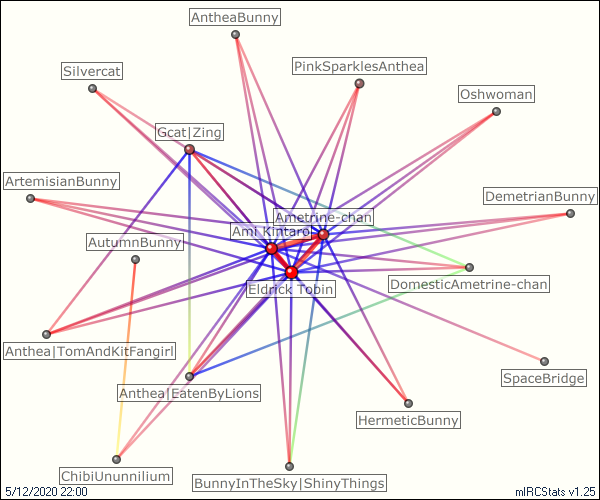 AntheaBunny
PinkSparklesAnthea
Silvercat
Oshwoman
Gcat|Zing
ArtemisianBunny
DemetrianBunny
Ametrine-chan
Ami Kintaro
AutumnBunny
Eldrick Tobin
DomesticAmetrine-chan
Anthea|TomAndKitFangirl
SpaceBridge
Anthea|EatenByLions
HermeticBunny
ChibiUnunnilium
BunnyInTheSky|ShinyThings
5/12/2020 22:00
mIRCStats v1.25